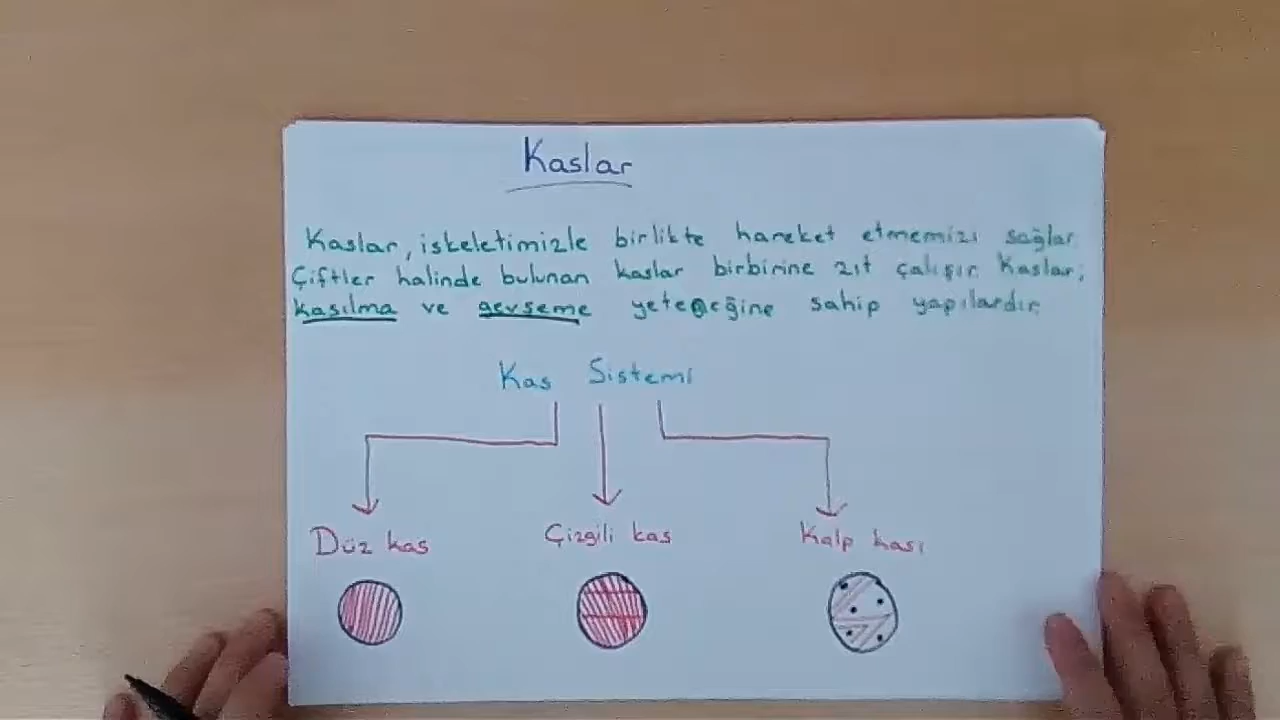 Kaslar
Kaslar, iskeletimizle birlikte hareket etmemizi sağlar.
Çiftler halinde bulunan kaslar birbirine zıt çalışır. Kaslar;
kasılma ve gevşeme yeteneğine sahip yapılardır.
Kas Sistemi
Düz kas Çizgili kas Kalp kası